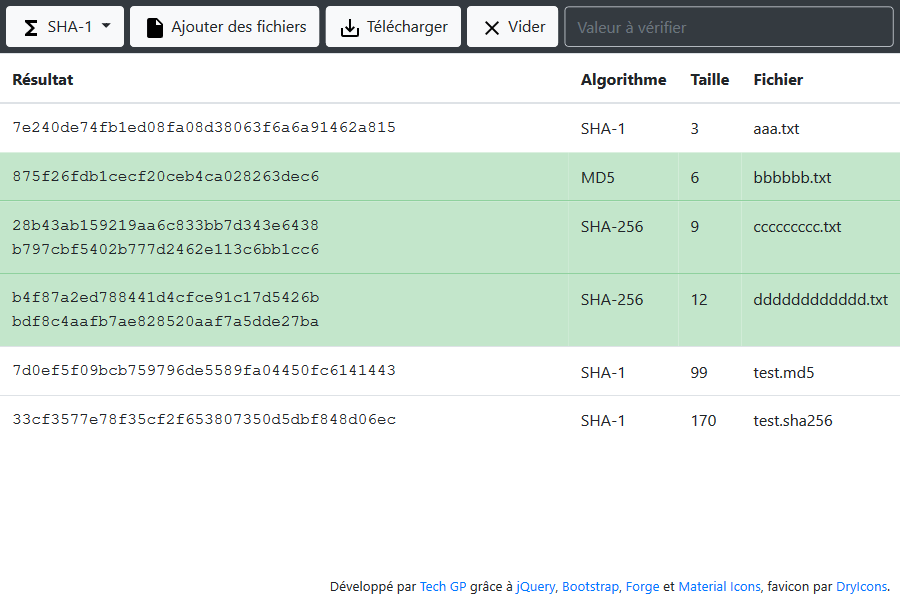 SHA-1 Ajouter des fichiers Télécharger Vider Valeur à vérifier
Résultat Algorithme Taille Fichier
7e240de74fb1ed08fa08d38063f6a6a91462a815 SHA-1 3 aaa.txt
875f26fdb1cecf20ceb4ca028263dec6 MD5 6 bbbbbb.txt
28b43ab159219aa6c833bb7d343e6438 SHA-256 9 ccccccccc.txt
b797cbf5402b777d2462e113c6bb1cc6
b4f87a2ed788441d4cfce91c17d5426b SHA-256 12 dddddddddddd.txt
bdf8c4aafb7ae828520aaf7a5dde27ba
7d0ef5f09bcb759796de5589fa04450fc6141443 SHA-1 99 test.md5
33cf3577e78f35cf2f653807350d5dbf848d06ec SHA-1 170 test.sha256
Développé par Tech GP grâce à jQuery, Bootstrap, Forge et Material Icons, favicon par DryIcons.